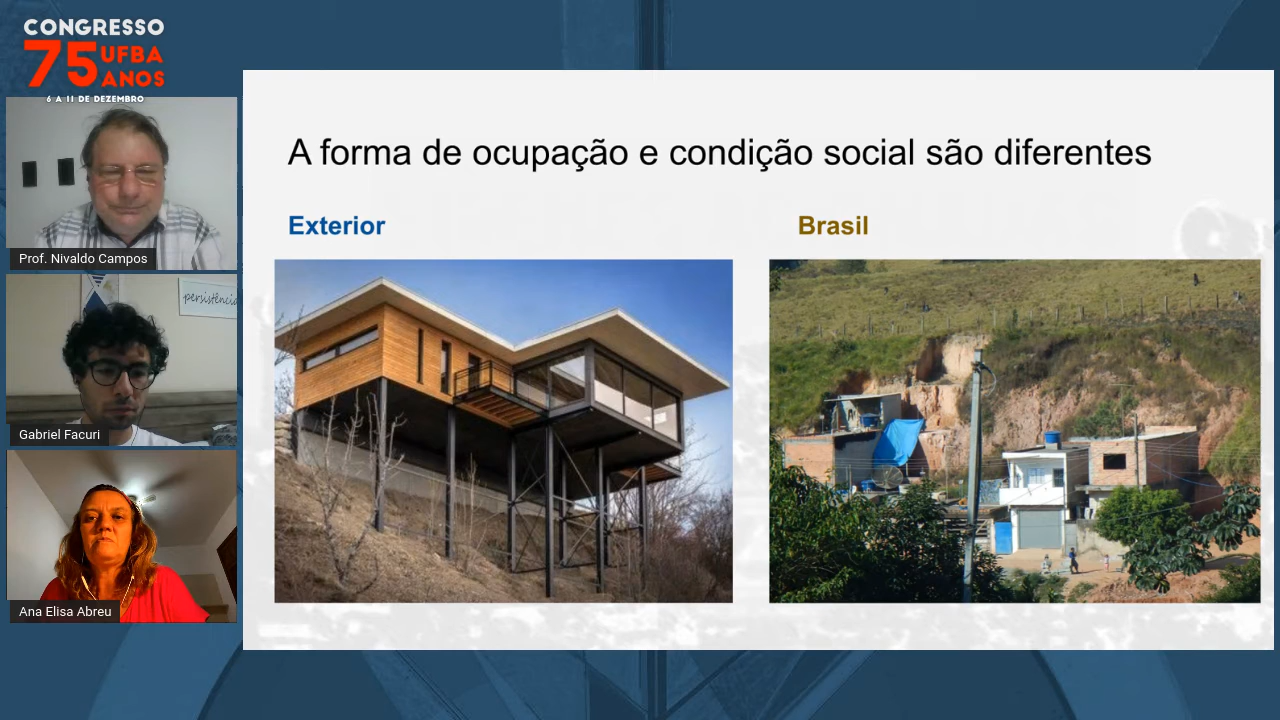 CONGRESSO
75 UFBA
ANOS
6 A 11 DE DEZEMBRO
Prof. Nivaldo Campos
persistência
Gabriel Facuri
Ana Elisa Abreu
A forma de ocupação e condição social são diferentes
Exterior
Brasil